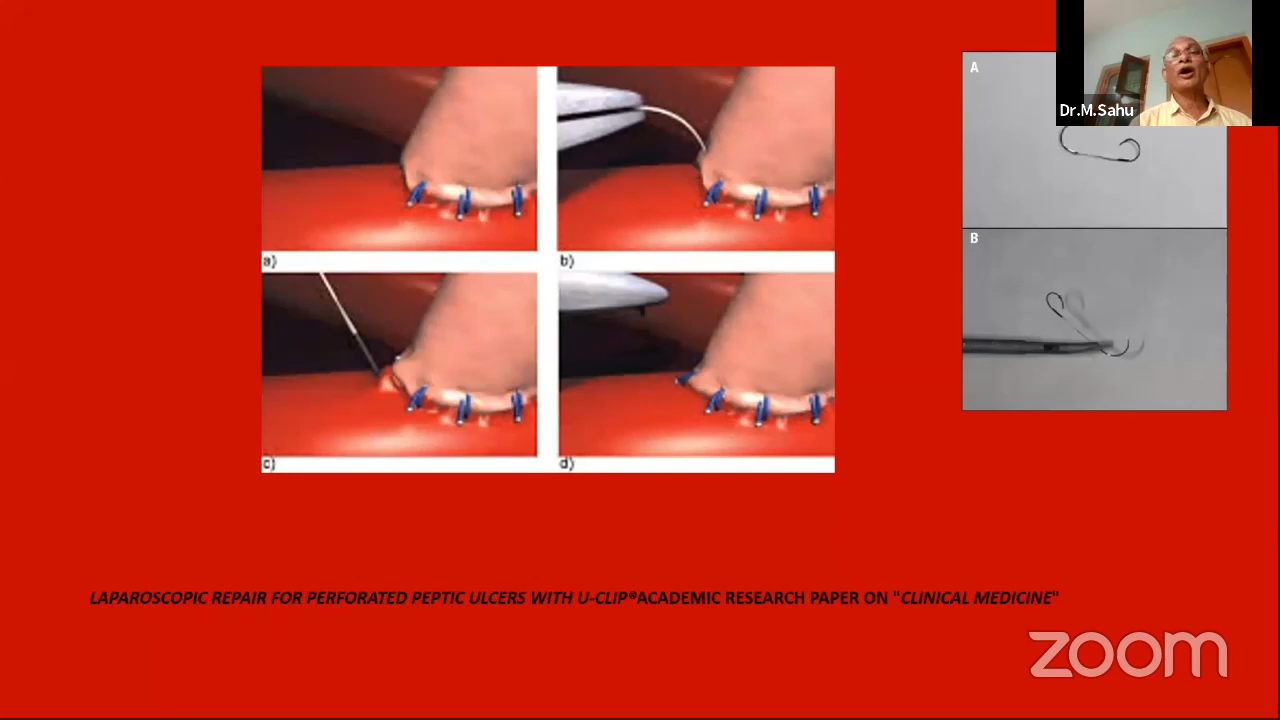 A
Dr.M.Sahu
B
a)
b)
c)
d)
LAPAROSCOPIC REPAIR FOR PERFORATED PEPTIC ULCERS WITH U-CLIP®ACADEMIC RESEARCH PAPER ON "CLINICAL MEDICINE"
zoom